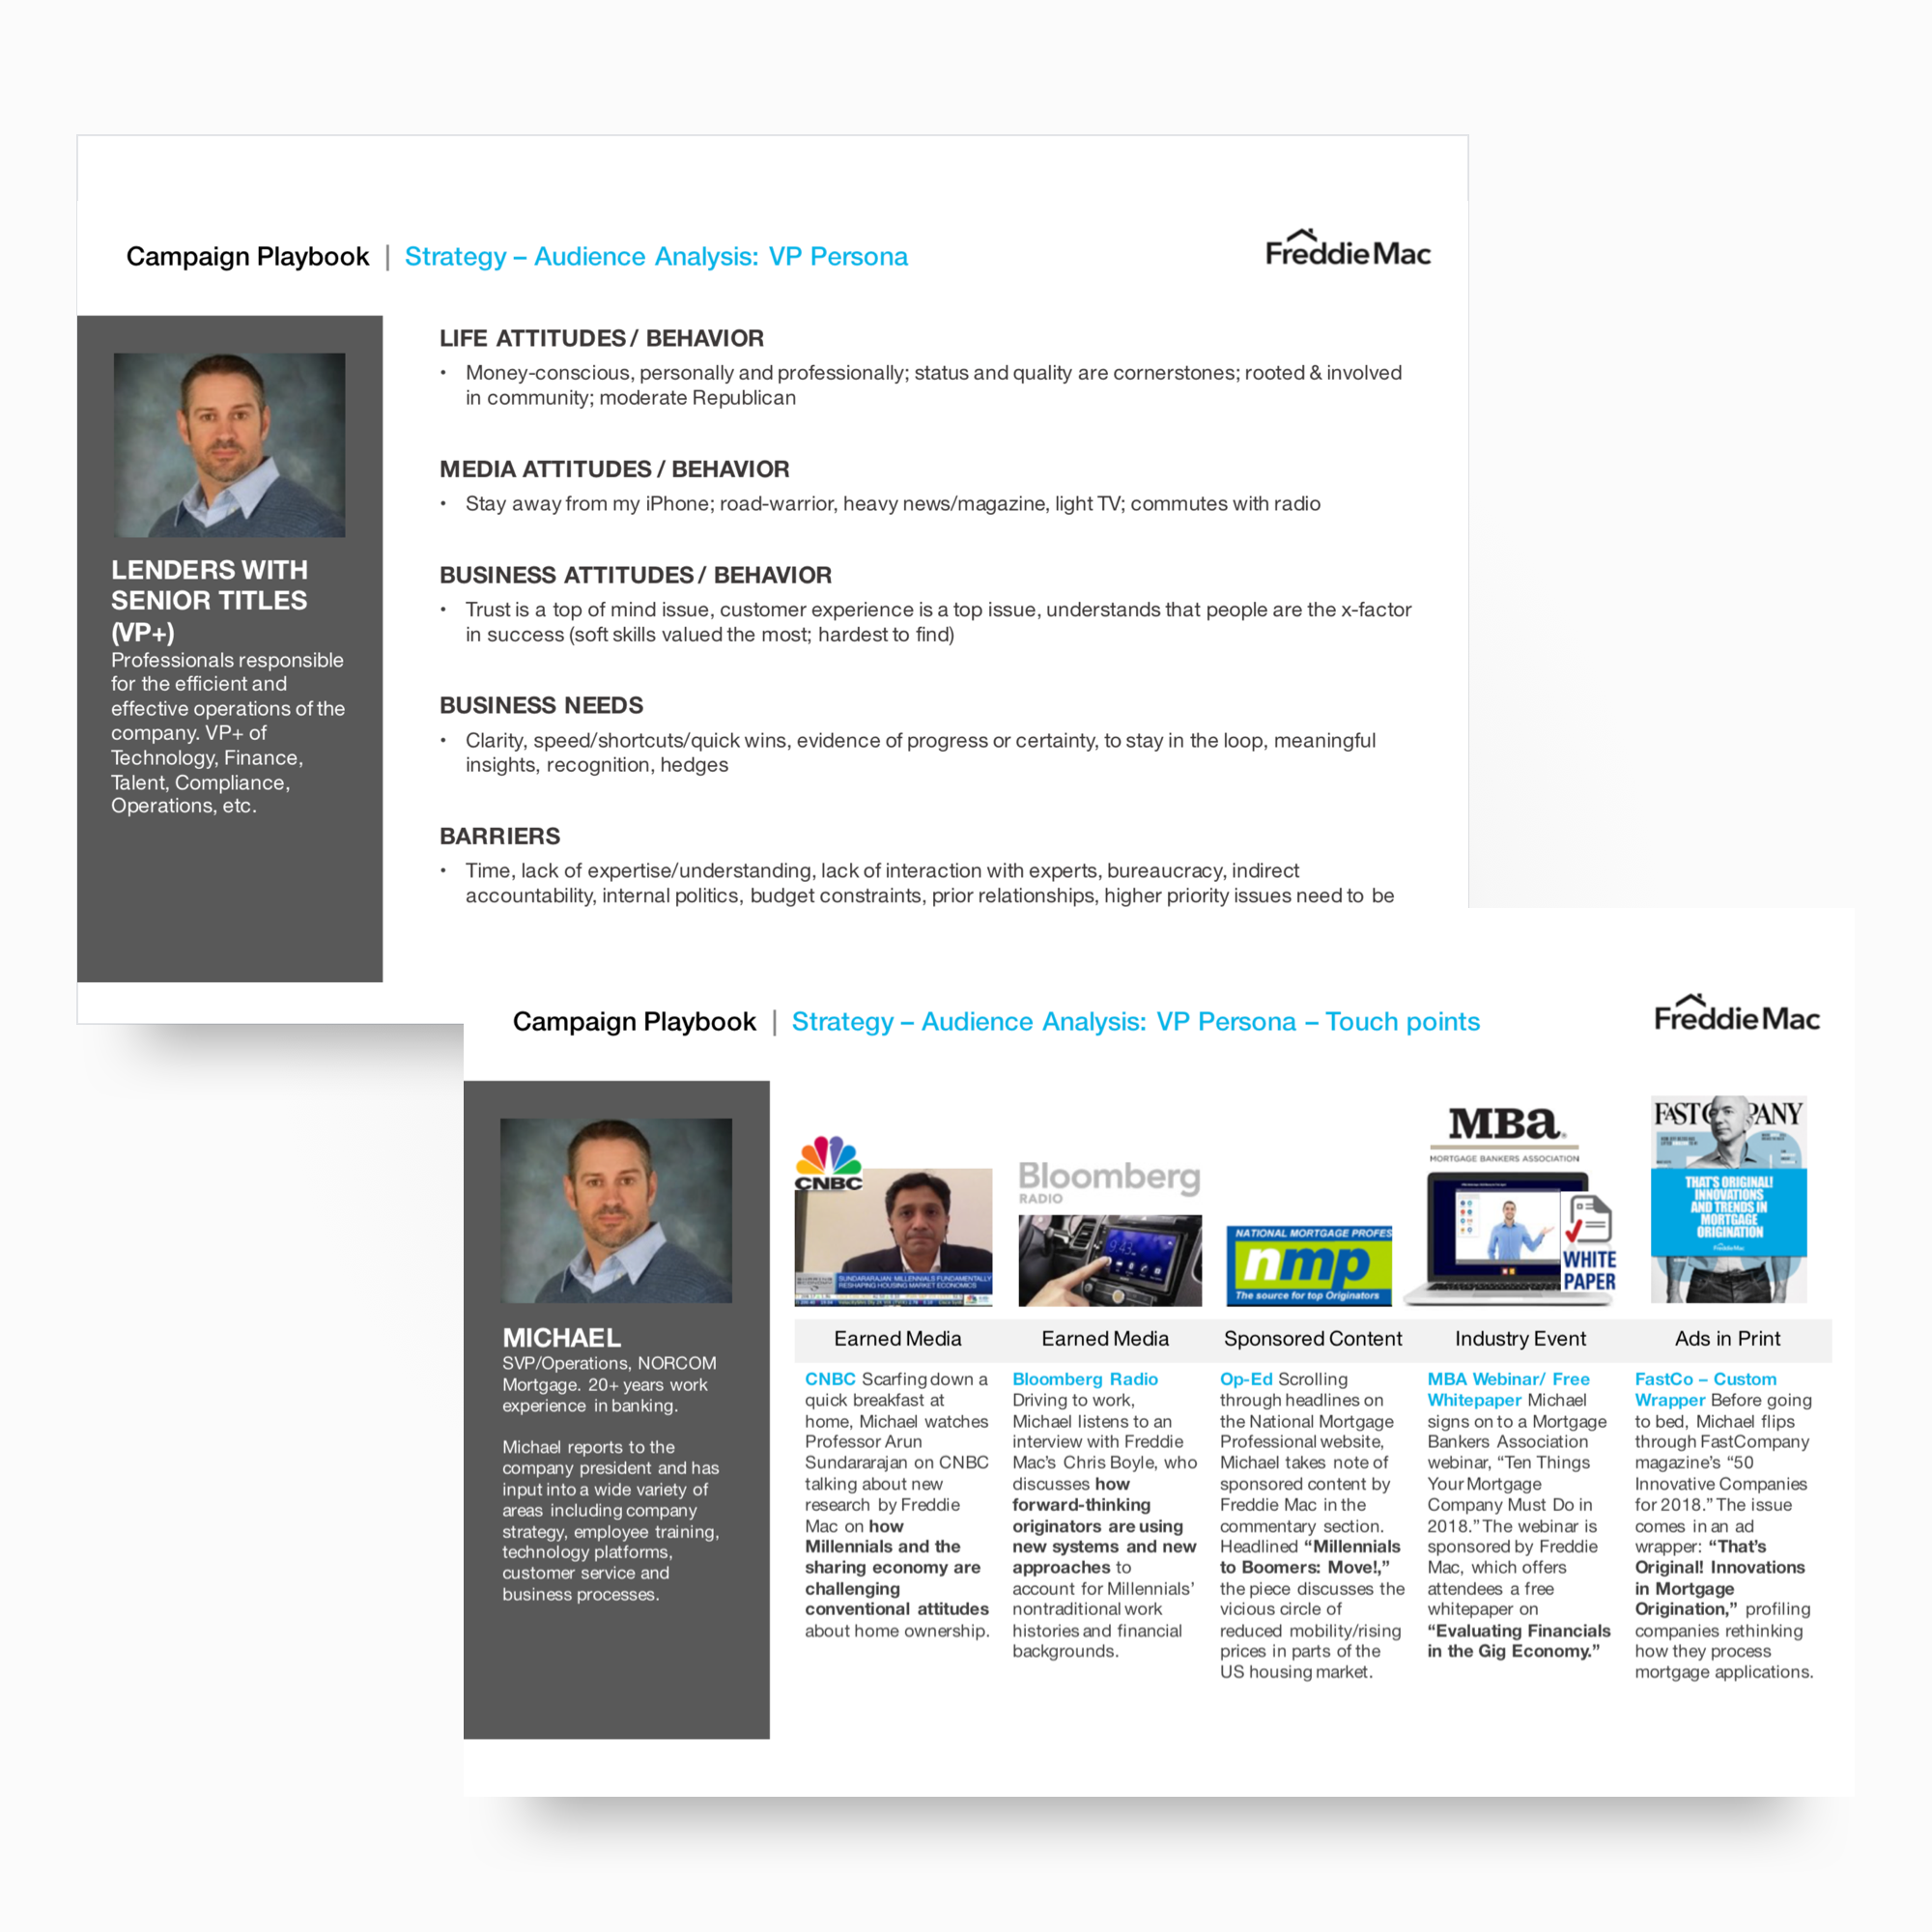 Campaign Playbook | Strategy – Audience Analysis: VP Persona
Freddie Mac
LENDERS WITH
SENIOR TITLES
(VP+)
Professionals responsible
for the efficient and
effective operations of the
company. VP+ of
Technology, Finance,
Talent, Compliance,
Operations, etc.
LIFE ATTITUDES / BEHAVIOR
• Money-conscious, personally and professionally; status and quality are cornerstones; rooted & involved
in community; moderate Republican
MEDIA ATTITUDES / BEHAVIOR
• Stay away from my iPhone; road-warrior, heavy news/magazine, light TV; commutes with radio
BUSINESS ATTITUDES / BEHAVIOR
• Trust is a top of mind issue, customer experience is a top issue, understands that people are the x-factor
in success (soft skills valued the most; hardest to find)
BUSINESS NEEDS
• Clarity, speed/shortcuts/quick wins, evidence of progress or certainty, to stay in the loop, meaningful
insights, recognition, hedges
BARRIERS
• Time, lack of expertise/understanding, lack of interaction with experts, bureaucracy, indirect
accountability, internal politics, budget constraints, prior relationships, higher priority issues need to be
Campaign Playbook | Strategy – Audience Analysis: VP Persona – Touch points
Freddie Mac
MICHAEL
SVP/Operations, NORCOM
Mortgage. 20+ years work
experience in banking.
Michael reports to the
company president and has
input into a wide variety of
areas including company
strategy, employee training,
technology platforms,
customer service and
business processes.
CNBC
SUNDARARAJAN: MILLENNIALS FUNDAMENTALLY
RESHAPING HOUSING MARKET ECONOMICS
Earned Media
CNBC Scarfing down a
quick breakfast at
home, Michael watches
Professor Arun
Sundararajan on CNBC
talking about new
research by Freddie
Mac on how
Millennials and the
sharing economy are
challenging
conventional attitudes
about home ownership.
Bloomberg
RADIO
9:43
Earned Media
Bloomberg Radio
Driving to work,
Michael listens to an
interview with Freddie
Mac's Chris Boyle, who
discusses how
forward-thinking
originators are using
new systems and new
approaches to
account for Millennials'
nontraditional work
histories and financial
backgrounds.
NATIONAL MORTGAGE PROFES
nmp
The source for top Originators
Sponsored Content
Op-Ed Scrolling
through headlines on
the National Mortgage
Professional website,
Michael takes note of
sponsored content by
Freddie Mac in the
commentary section.
Headlined “Millennials
to Boomers: Move!,”
the piece discusses the
vicious circle of
reduced mobility/rising
prices in parts of the
US housing market.
MBa
MORTGAGE BANKERS ASSOCIATION
WHITE
PAPER
Industry Event
MBA Webinar/ Free
Whitepaper Michael
signs on to a Mortgage
Bankers Association
webinar, “Ten Things
Your Mortgage
Company Must Do in
2018.” The webinar is
sponsored by Freddie
Mac, which offers
attendees a free
whitepaper on
“Evaluating Financials
in the Gig Economy.”
FAST COMPANY
THAT'S ORIGINAL!
INNOVATIONS
AND TRENDS IN
MORTGAGE
ORIGINATION
Freddie Mac
Ads in Print
FastCo – Custom
Wrapper Before going
to bed, Michael flips
through FastCompany
magazine's “50
Innovative Companies
for 2018.” The issue
comes in an ad
wrapper: “That's
Original! Innovations
in Mortgage
Origination,” profiling
companies rethinking
how they process
mortgage applications.